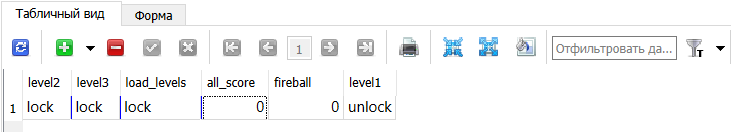 Табличный вид Форма
1 Отфильтровать да... T
level2 level3 load_levels all_score fireball level1
1 lock lock lock 0 0 unlock